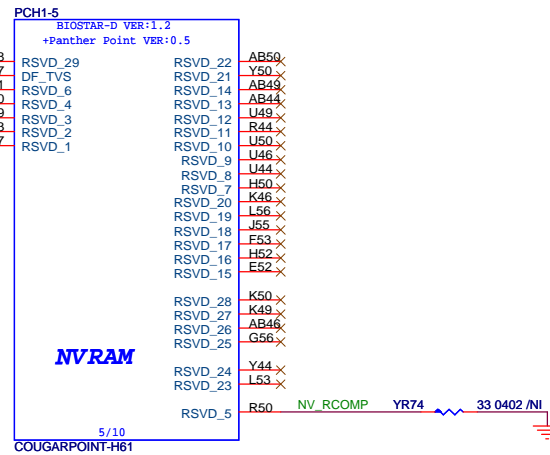 PCH1-5
BIOSTAR-D VER:1.2
+Panther Point VER:0.5
RSVD_29 RSVD_22 AB50
DF_TVS RSVD_21 Y50
RSVD_6 RSVD_14 AB49
RSVD_4 RSVD_13 AB44
RSVD_3 RSVD_12 U49
RSVD_2 RSVD_11 R44
RSVD_1 RSVD_10 U50
RSVD_9 U46
RSVD_8 U44
RSVD_7 H50
RSVD_20 K46
RSVD_19 L56
RSVD_18 J55
RSVD_17 F53
RSVD_16 H52
RSVD_15 E52
RSVD_28 K50
RSVD_27 K49
RSVD_26 AB46
RSVD_25 G56
NVRAM
RSVD_24 Y44
RSVD_23 L53
RSVD_5 R50 NV_RCOMP YR74 33 0402 /NI
5/10
COUGARPOINT-H61